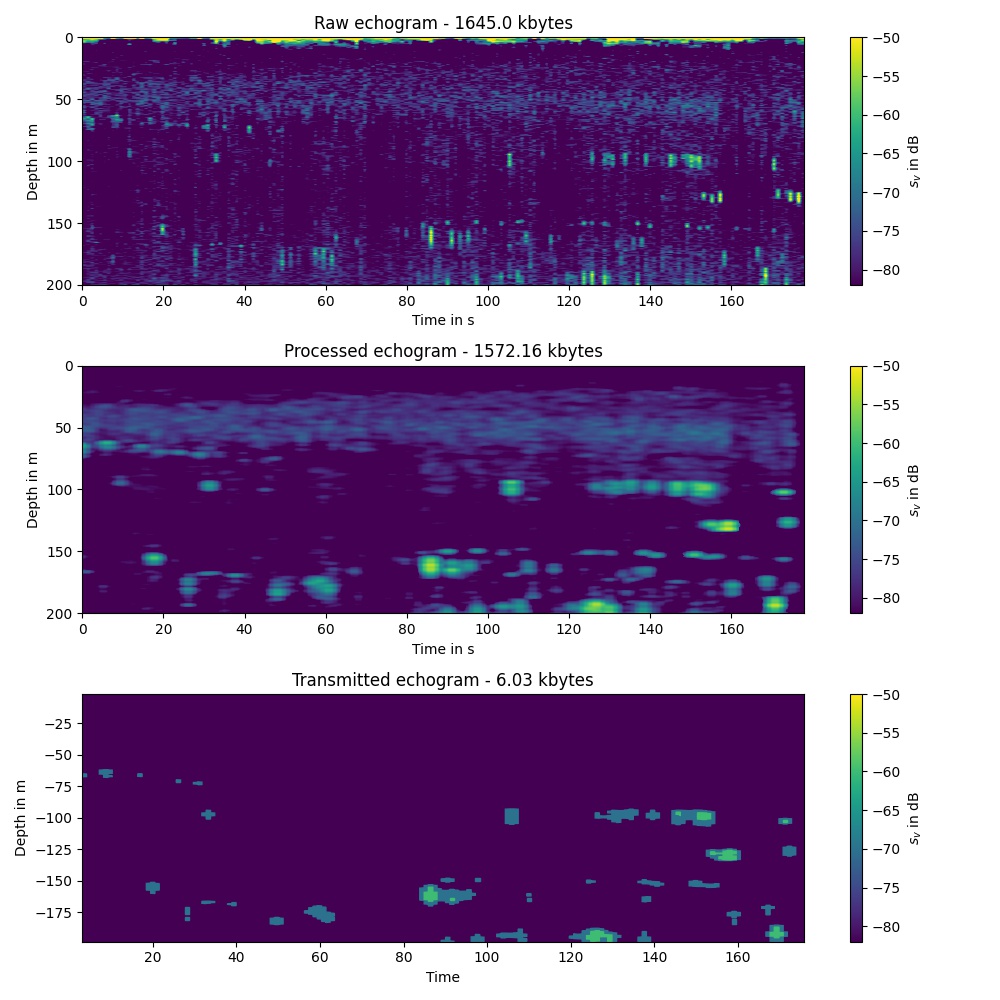 Raw echogram - 1645.0 kbytes
0
50
100
150
200
Depth in m
0 20 40 60 80 100 120 140 160
Time in s
−50
−55
−60
−65
−70
−75
−80
sv in dB
Processed echogram - 1572.16 kbytes
0
50
100
150
200
Depth in m
0 20 40 60 80 100 120 140 160
Time in s
−50
−55
−60
−65
−70
−75
−80
sv in dB
Transmitted echogram - 6.03 kbytes
−25
−50
−75
−100
−125
−150
−175
Depth in m
20 40 60 80 100 120 140 160
Time
−50
−55
−60
−65
−70
−75
−80
sv in dB